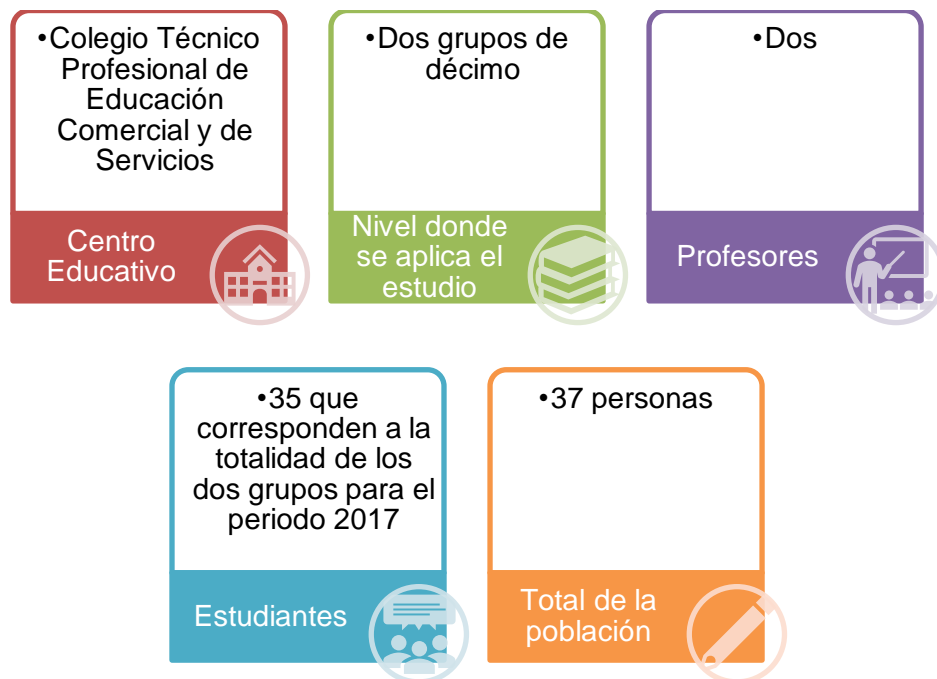 •Colegio Técnico
Profesional de
Educación
Comercial y de
Servicios
Centro
Educativo
•Dos grupos de
décimo
Nivel donde
se aplica el
estudio
•Dos
Profesores
•35 que
corresponden a la
totalidad de los
dos grupos para el
periodo 2017
Estudiantes
•37 personas
Total de la
población